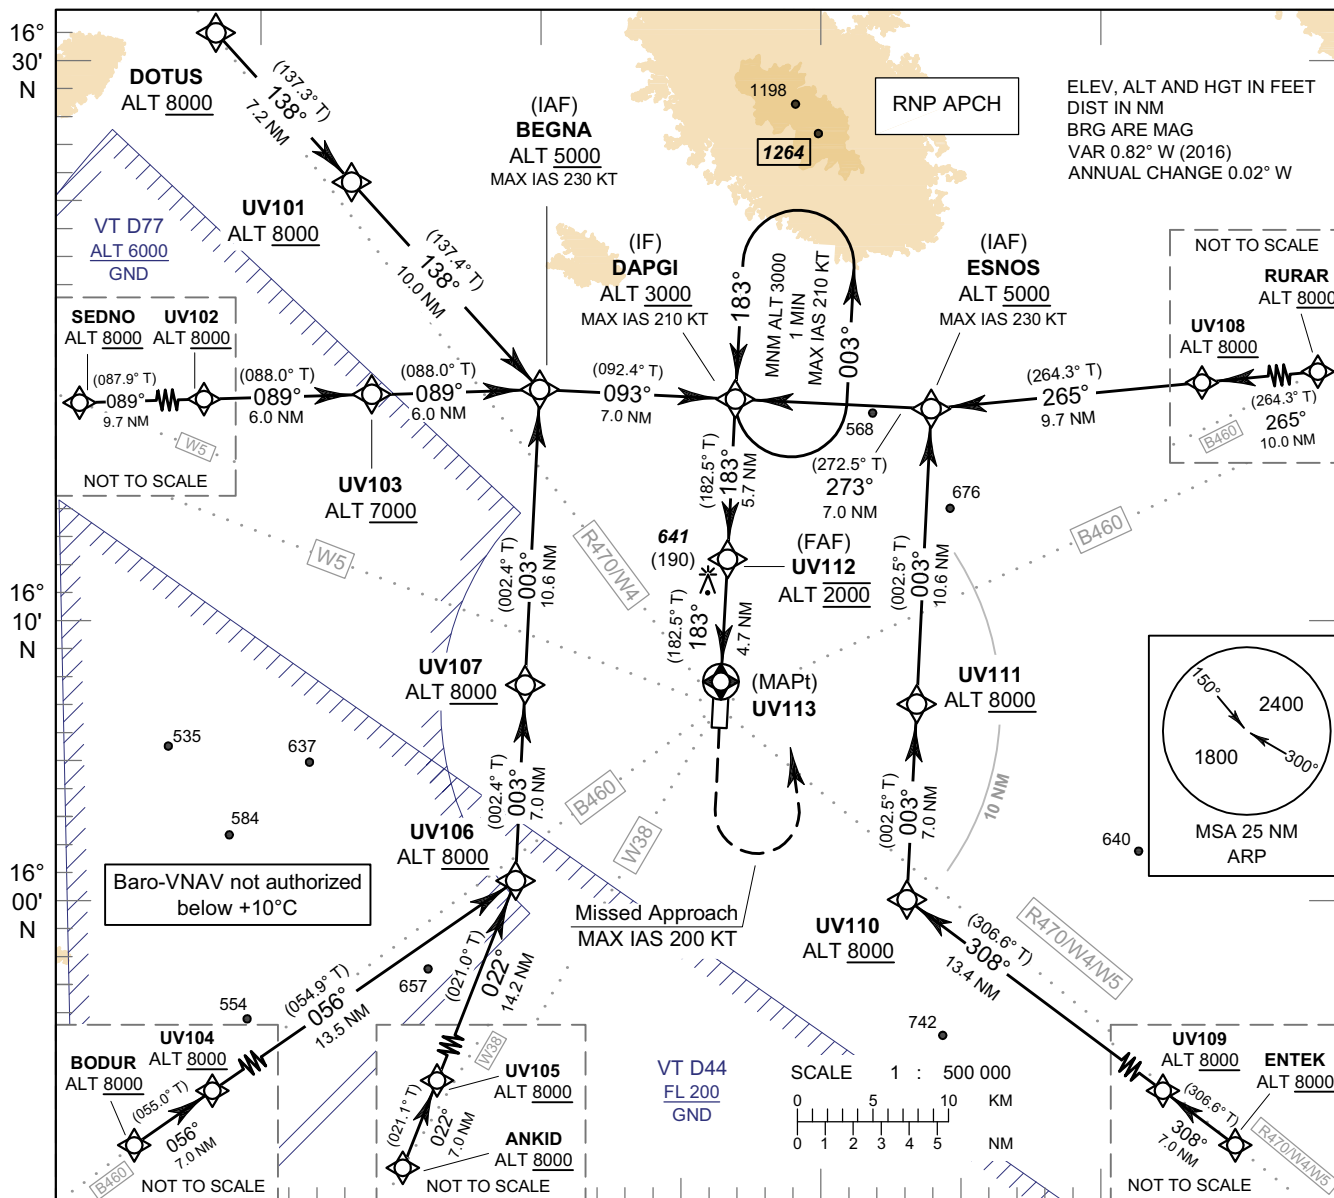 16°
30'
N
DOTUS
ALT 8000
(137.3° T)
138°
7.2 NM
(IAF)
BEGNA
ALT 5000
MAX IAS 230 KT
1198
1264
RNP APCH
ELEV, ALT AND HGT IN FEET
DIST IN NM
BRG ARE MAG
VAR 0.82° W (2016)
ANNUAL CHANGE 0.02° W
VT D77
ALT 6000
GND
UV101
ALT 8000
(137.4° T)
138°
10.0 NM
(IF)
DAPGI
ALT 3000
MAX IAS 210 KT
183°
MNM ALT 3000
1 MIN
MAX IAS 210 KT
003°
(IAF)
ESNOS
ALT 5000
MAX IAS 230 KT
NOT TO SCALE
RURAR
ALT 8000
UV108
ALT 8000
(264.3° T)
265°
10.0 NM
B460
(264.3° T)
265°
9.7 NM
SEDNO
ALT 8000
UV102
ALT 8000
(087.9° T)
089°
9.7 NM
W5
NOT TO SCALE
(088.0° T)
089°
6.0 NM
(088.0° T)
089°
6.0 NM
(092.4° T)
093°
7.0 NM
568
(272.5° T)
273°
7.0 NM
UV103
ALT 7000
(182.5° T)
183°
5.7 NM
676
W5
R470/W4
B460
641
(190)
(FAF)
UV112
ALT 2000
(002.4° T)
003°
10.6 NM
(002.5° T)
003°
10.6 NM
16°
10'
N
(182.5° T)
183°
4.7 NM
UV107
ALT 8000
(MAPt)
UV113
UV111
ALT 8000
150°
2400
1800
300°
MSA 25 NM
ARP
535
637
584
(002.4° T)
003°
7.0 NM
B460
W38
(002.5° T)
003°
7.0 NM
10 NM
640
UV106
ALT 8000
16°
00'
N
Baro-VNAV not authorized
below +10°C
Missed Approach
MAX IAS 200 KT
UV110
ALT 8000
(306.6° T)
308°
13.4 NM
R470/W4/W5
(054.9° T)
056°
13.5 NM
657
(021.0° T)
022°
14.2 NM
554
742
BODUR
ALT 8000
UV104
ALT 8000
(055.0° T)
056°
7.0 NM
B460
NOT TO SCALE
W38
UV105
ALT 8000
(021.1° T)
022°
7.0 NM
ANKID
ALT 8000
NOT TO SCALE
VT D44
FL 200
GND
SCALE 1 : 500 000
0 5 10 KM
0 1 2 3 4 5 NM
UV109
ALT 8000
ENTEK
ALT 8000
(306.6° T)
308°
7.0 NM
R470/W4/W5
NOT TO SCALE